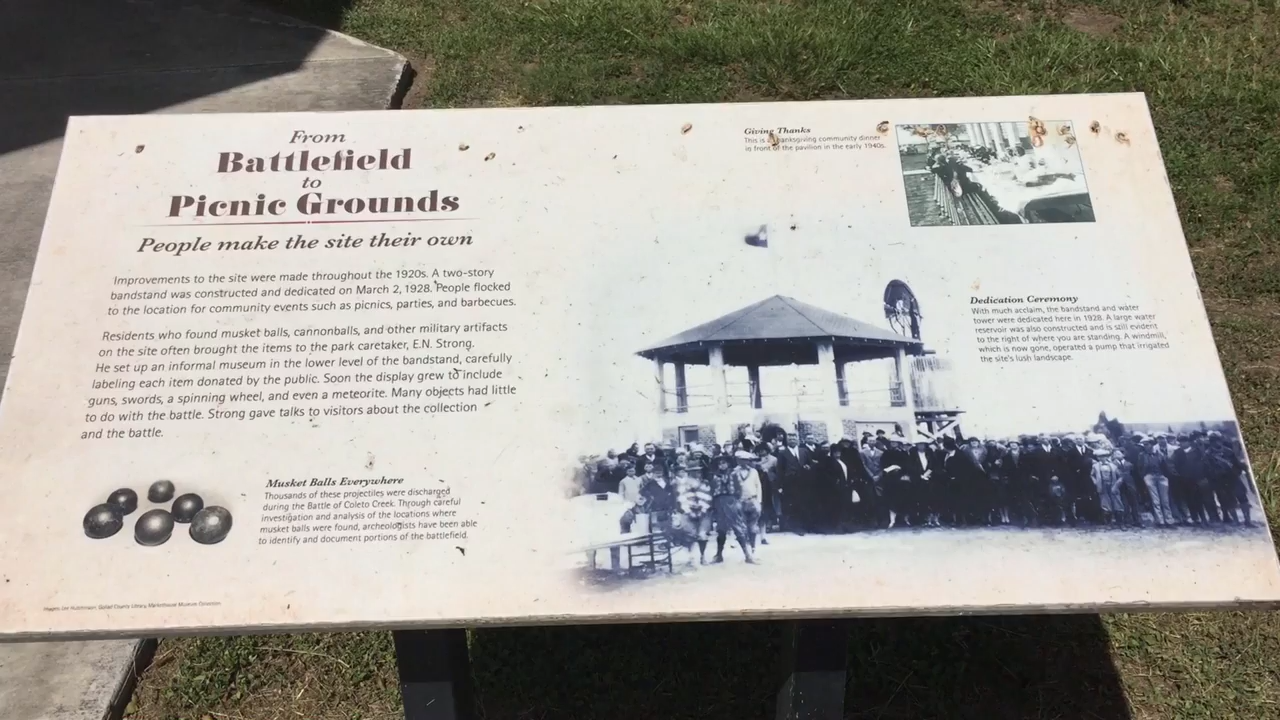 From
Battlefield
to
Picnic Grounds
People make the site their own
Improvements to the site were made throughout the 1920s. A two-story
bandstand was constructed and dedicated on March 2, 1928. People flocked
to the location for community events such as picnics, parties, and barbecues.
Residents who found musket balls, cannonballs, and other military artifacts
on the site often brought the items to the park caretaker, E.N. Strong.
He set up an informal museum in the lower level of the bandstand, carefully
labeling each item donated by the public. Soon the display grew to include
guns, swords, a spinning wheel, and even a meteorite. Many objects had little
to do with the battle. Strong gave talks to visitors about the collection
and the battle.
Musket Balls Everywhere
Thousands of these projectiles were discharged
during the Battle of Coleto Creek. Through careful
investigation and analysis of the locations where
musket balls were found, archeologists have been able
to identify and document portions of the battlefield.
Giving Thanks
This is a Thanksgiving community dinner
in front of the pavilion in the early 1940s.
Dedication Ceremony
With much acclaim, the bandstand and water
tower were dedicated here in 1928. A large water
reservoir was also constructed and is still evident
to the right of where you are standing. A windmill,
which is now gone, operated a pump that irrigated
the site's lush landscape.